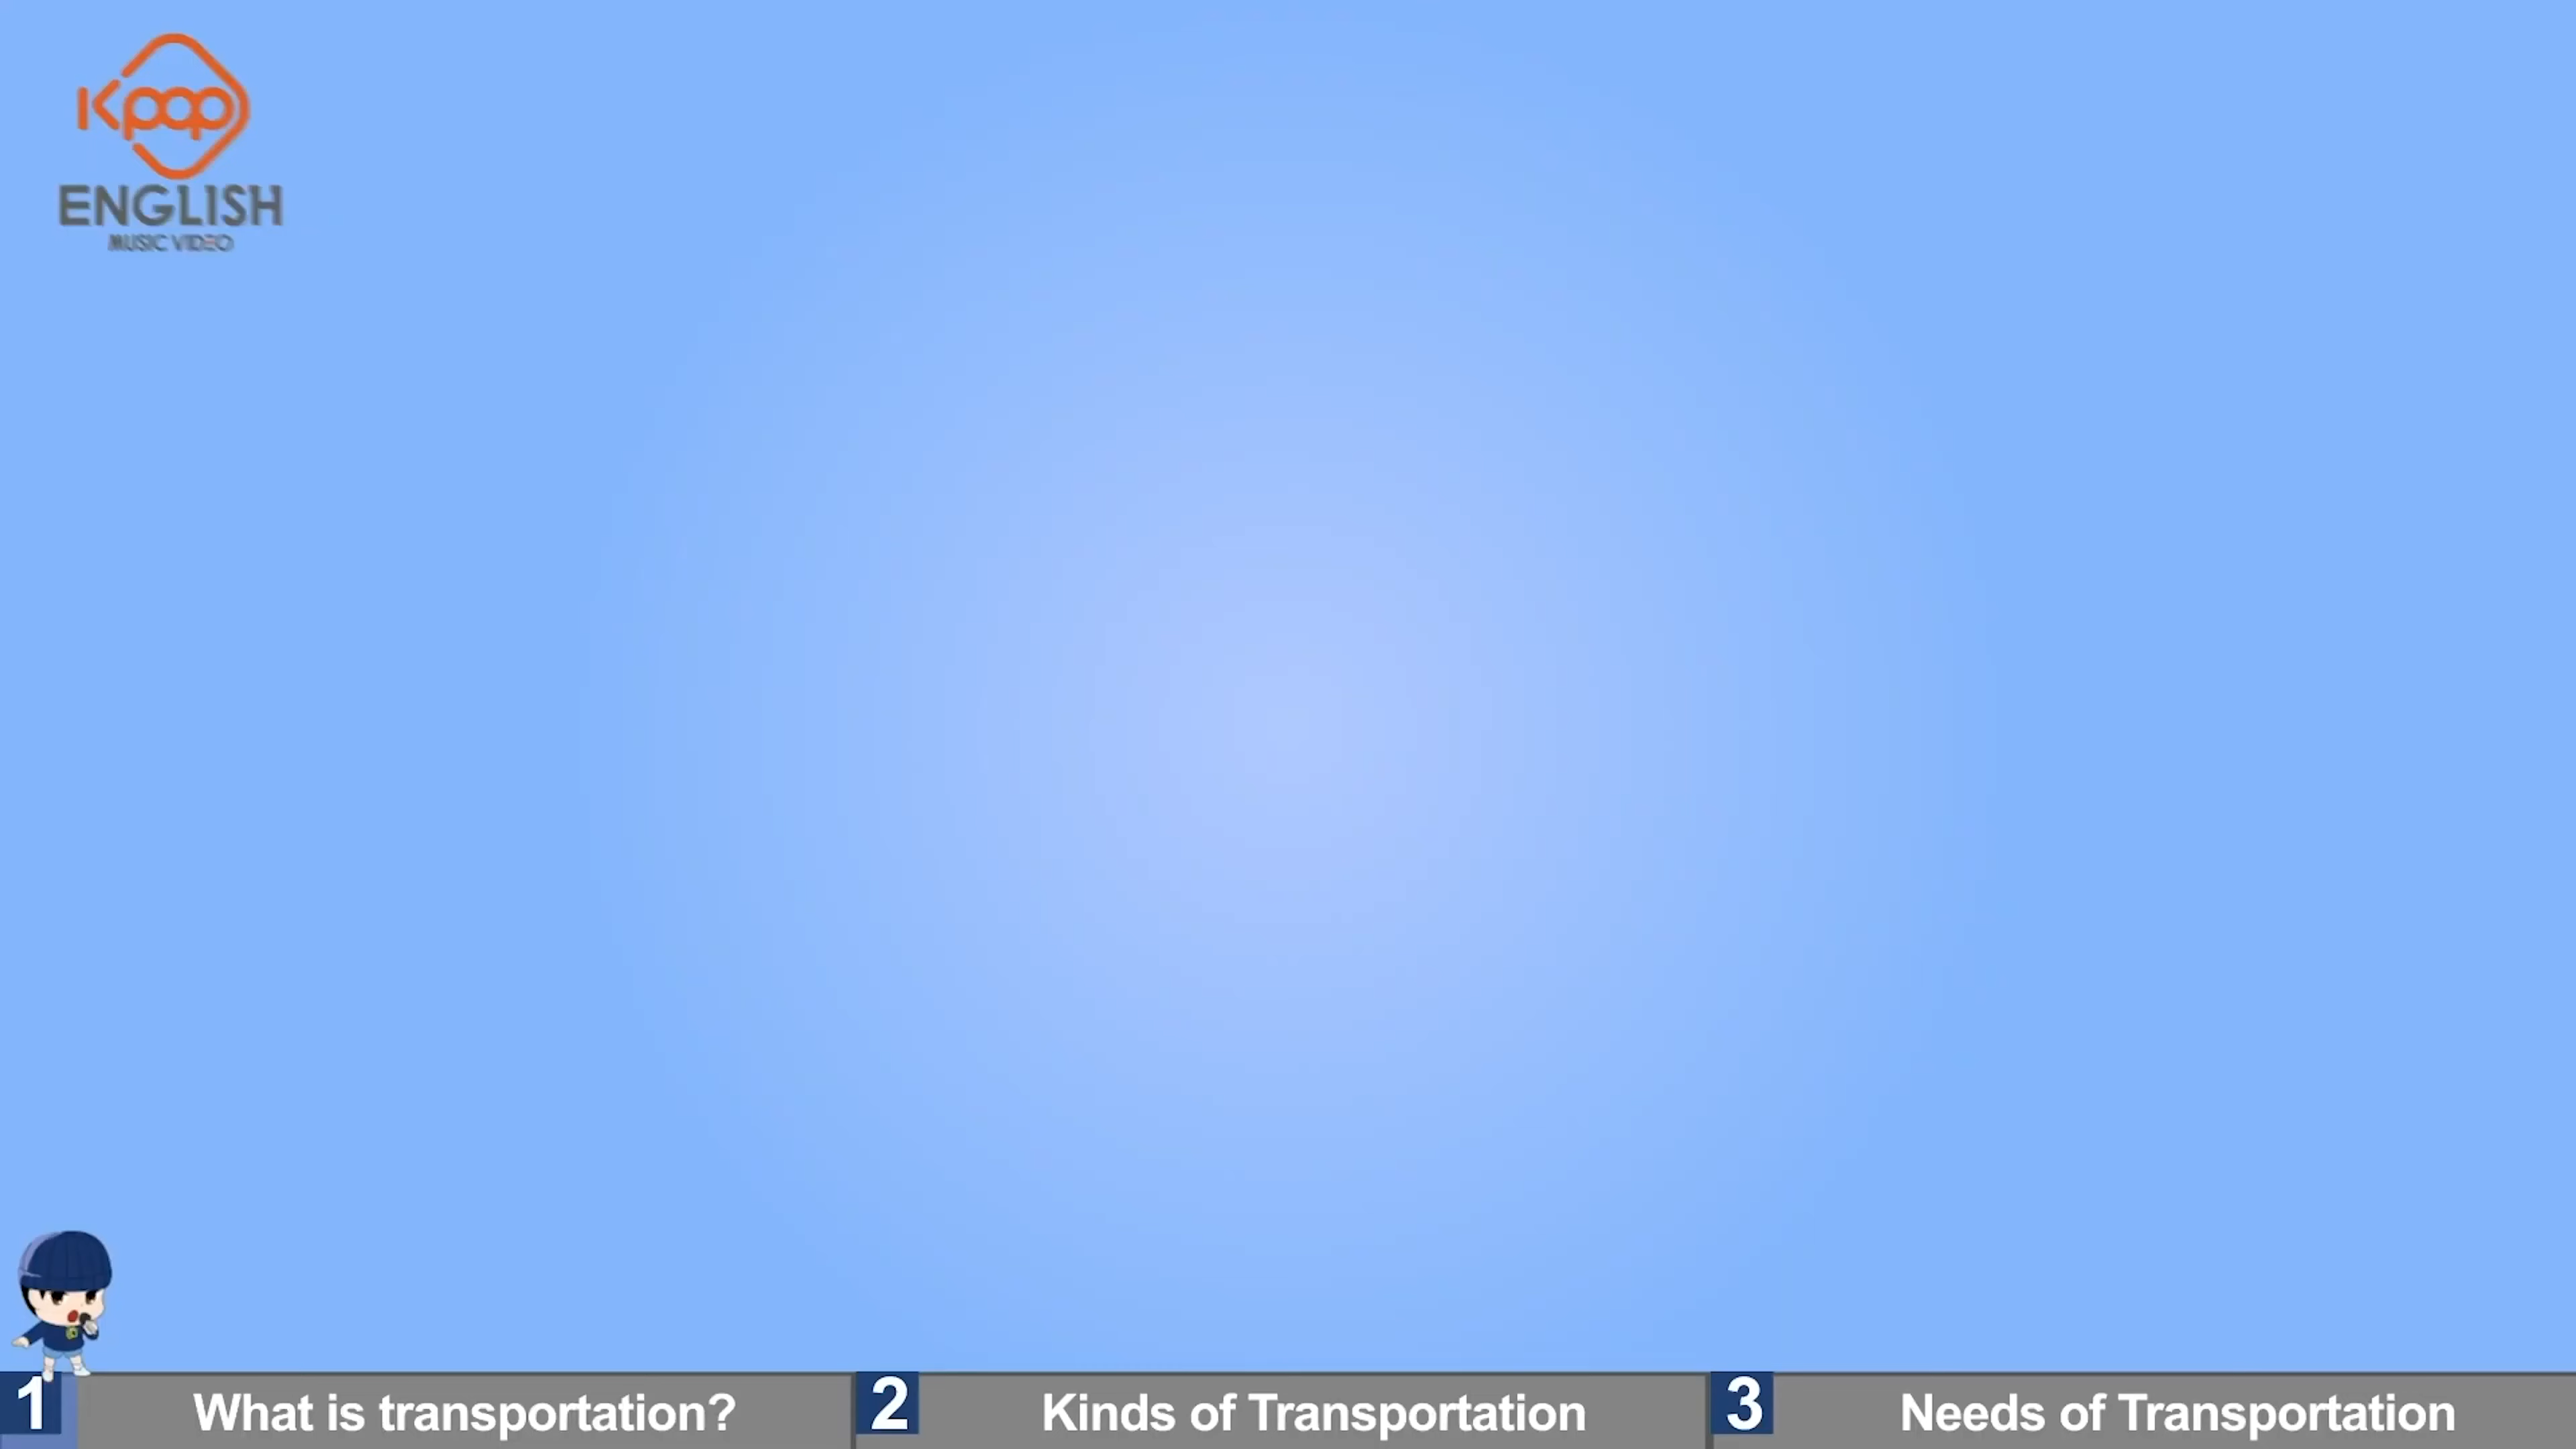 Kpop
ENGLISH
MUSIC VIDEO
1 What is transportation?
2 Kinds of Transportation
3 Needs of Transportation